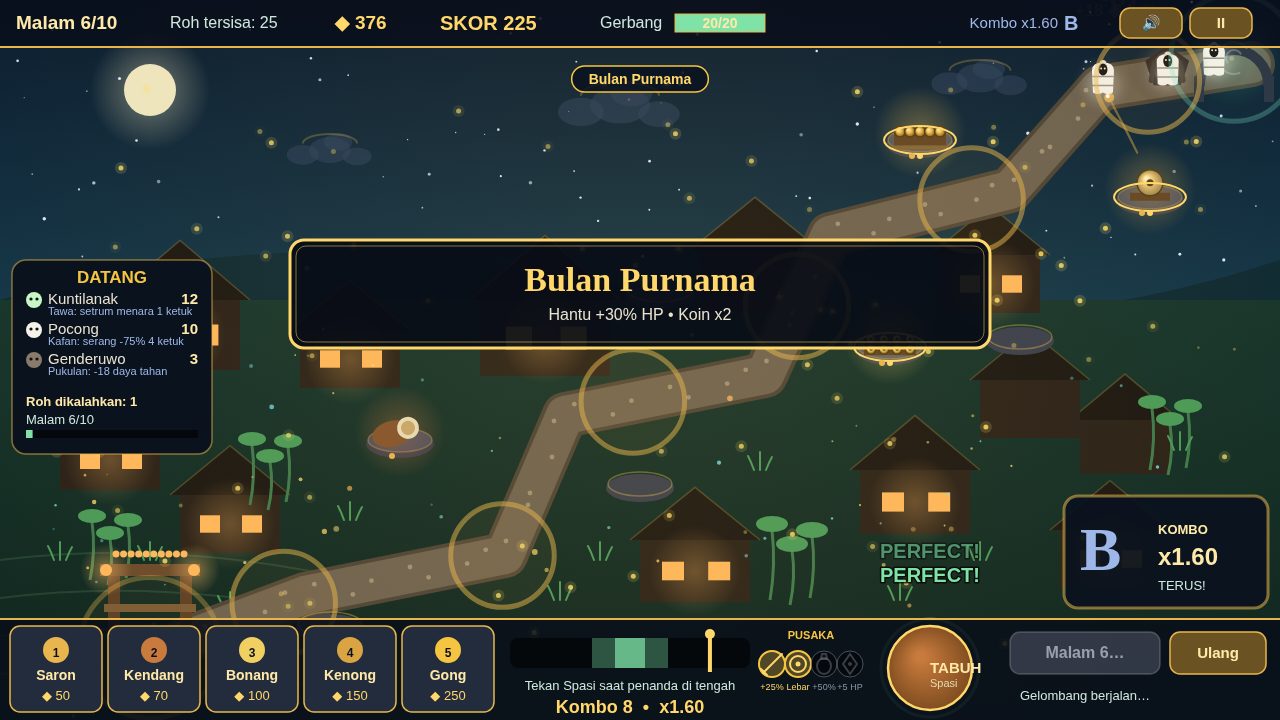 Malam 6/10
Roh tersisa: 25
◆ 376
SKOR 225
Gerbang
20/20
Kombo x1.60 B
Bulan Purnama
Bulan Purnama
Hantu +30% HP • Koin x2
DATANG
Kuntilanak 12
Tawa: setrum menara 1 ketuk
Pocong 10
Kafan: serang -75% 4 ketuk
Genderuwo 3
Pukulan: -18 daya tahan
Roh dikalahkan: 1
Malam 6/10
PERFECT!
PERFECT!
B
KOMBO
x1.60
TERUS!
1
Saron
◆ 50
2
Kendang
◆ 70
3
Bonang
◆ 100
4
Kenong
◆ 150
5
Gong
◆ 250
Tekan Spasi saat penanda di tengah
Kombo 8 • x1.60
PUSAKA
+25% Lebar +50% +5 HP
TABUH
Spasi
Malam 6…
Ulang
Gelombang berjalan…